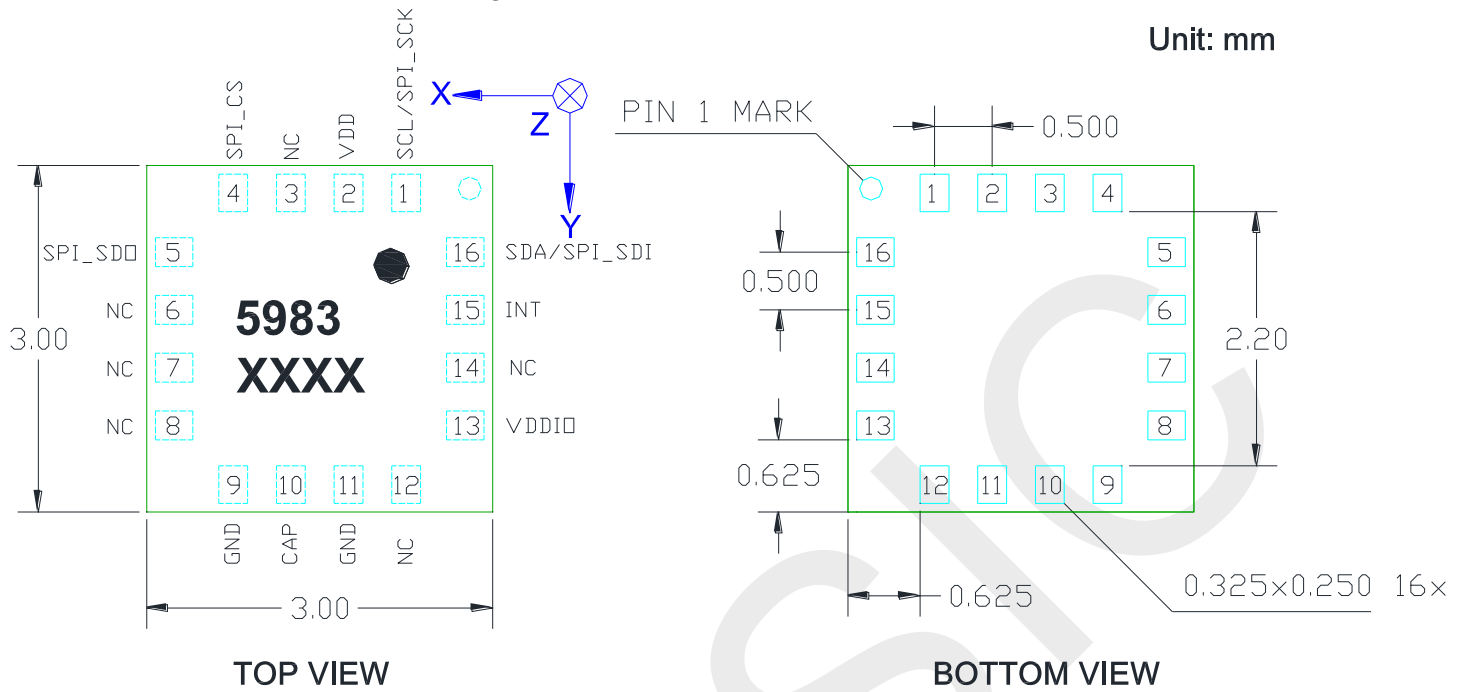 Unit: mm
SPI_CS
NC
VDD
SCL/SPI_SCK
X
Z
Y
4
3
2
1
SPI_SDO
5
16
SDA/SPI_SDI
NC
6
15
INT
NC
7
14
NC
NC
8
13
VDDIO
5983
XXXX
9
10
11
12
GND
CAP
GND
NC
3.00
3.00
TOP VIEW
PIN 1 MARK
0.500
1
2
3
4
16
5
0.500
15
6
14
7
2.20
13
8
0.625
12
11
10
9
0.625
0.325x0.250 16x
BOTTOM VIEW
SIC